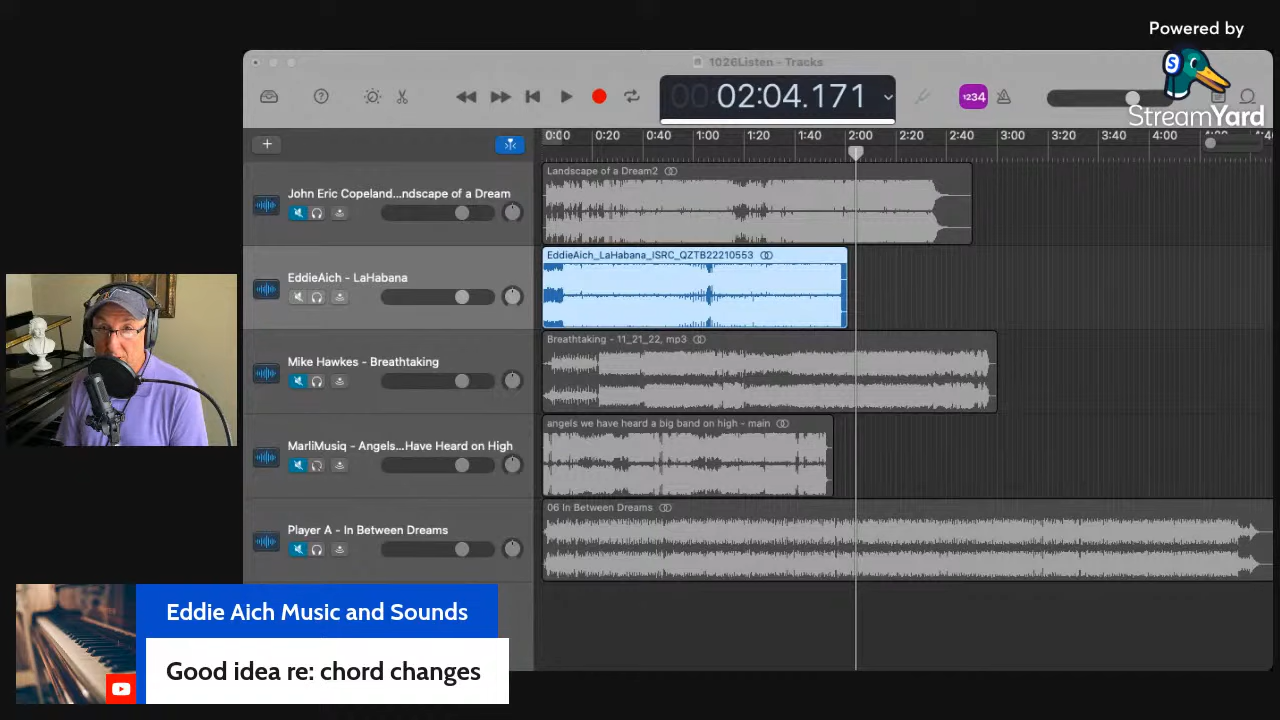 Powered by
StreamYard
1026Listen - Tracks
02:04.171
1234
0:00 0:20 0:40 1:00 1:20 1:40 2:00 2:20 2:40 3:00 3:20 3:40 4:00
John Eric Copeland...ndscape of a Dream
Landscape of a Dream2
EddieAich - LaHabana
EddieAich_LaHabana_ISRC_QZTB22210553
Mike Hawkes - Breathtaking
Breathtaking - 11_21_22, mp3
MarliMusiq - Angels...Have Heard on High
angels we have heard a big band on high - main
Player A - In Between Dreams
06 In Between Dreams
Eddie Aich Music and Sounds
Good idea re: chord changes